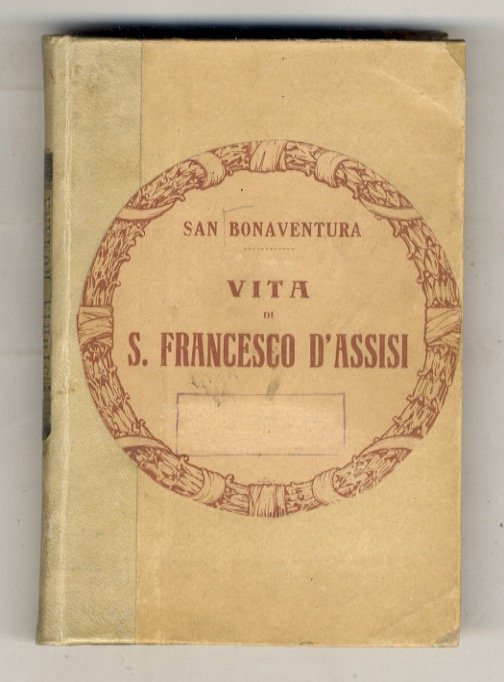 SAN BONAVENTURA
VITA
DI
S. FRANCESCO D'ASSISI